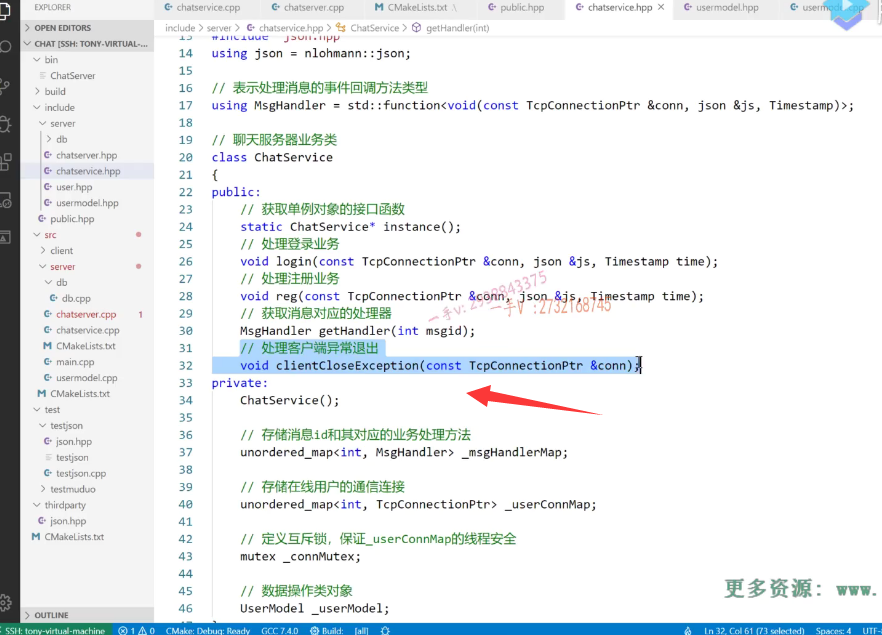 EXPLORER
OPEN EDITORS
CHAT [SSH: TONY-VIRTUAL-...
bin
ChatServer
build
include
server
db
chatserver.hpp
chatservice.hpp
user.hpp
usermodel.hpp
public.hpp
src
client
server
db
db.cpp
chatserver.cpp 1
chatservice.cpp
CMakeLists.txt
main.cpp
usermodel.cpp
CMakeLists.txt
test
testjson
json.hpp
testjson
testjson.cpp
testmuduo
thirdparty
json.hpp
CMakeLists.txt
OUTLINE
chatservice.cpp chatserver.cpp CMakeLists.txt public.hpp chatservice.hpp usermodel.hpp
include > server > chatservice.hpp > ChatService > getHandler(int)
13 #include "json.hpp"
14 using json = nlohmann::json;
15
16 // 表示处理消息的事件回调方法类型
17 using MsgHandler = std::function<void(const TcpConnectionPtr &conn, json &js, Timestamp)>;
18
19 // 聊天服务器业务类
20 class ChatService
21 {
22 public:
23 // 获取单例对象的接口函数
24 static ChatService* instance();
25 // 处理登录业务
26 void login(const TcpConnectionPtr &conn, json &js, Timestamp time);
27 // 处理注册业务
28 void reg(const TcpConnectionPtr &conn, json &js, Timestamp time);
29 // 获取消息对应的处理器
30 MsgHandler getHandler(int msgid);
31 // 处理客户端异常退出
32 void clientCloseException(const TcpConnectionPtr &conn);
33 private:
34 ChatService();
35
36 // 存储消息id和其对应的业务处理方法
37 unordered_map<int, MsgHandler> _msgHandlerMap;
38
39 // 存储在线用户的通信连接
40 unordered_map<int, TcpConnectionPtr> _userConnMap;
41
42 // 定义互斥锁，保证_userConnMap的线程安全
43 mutex _connMutex;
44
45 // 数据操作类对象
46 UserModel _userModel;
一手V :2732168745
更多资源：www.
SSH: tony-virtual-machine 1 0 CMake: Debug: Ready GCC 7.4.0 Build: [all] Ln 32, Col 61 (73 selected) Spaces: 4 UTF-